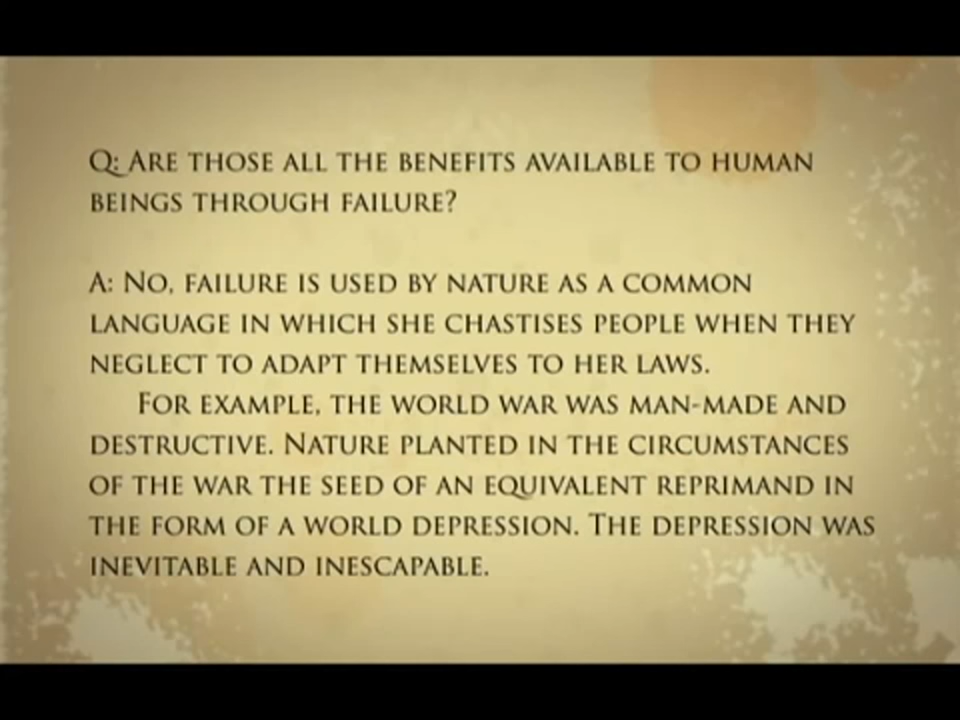 Q: Are those all the benefits available to human
beings through failure?
A: No, failure is used by nature as a common
language in which she chastises people when they
neglect to adapt themselves to her laws.
For example, the world war was man-made and
destructive. Nature planted in the circumstances
of the war the seed of an equivalent reprimand in
the form of a world depression. The depression was
inevitable and inescapable.